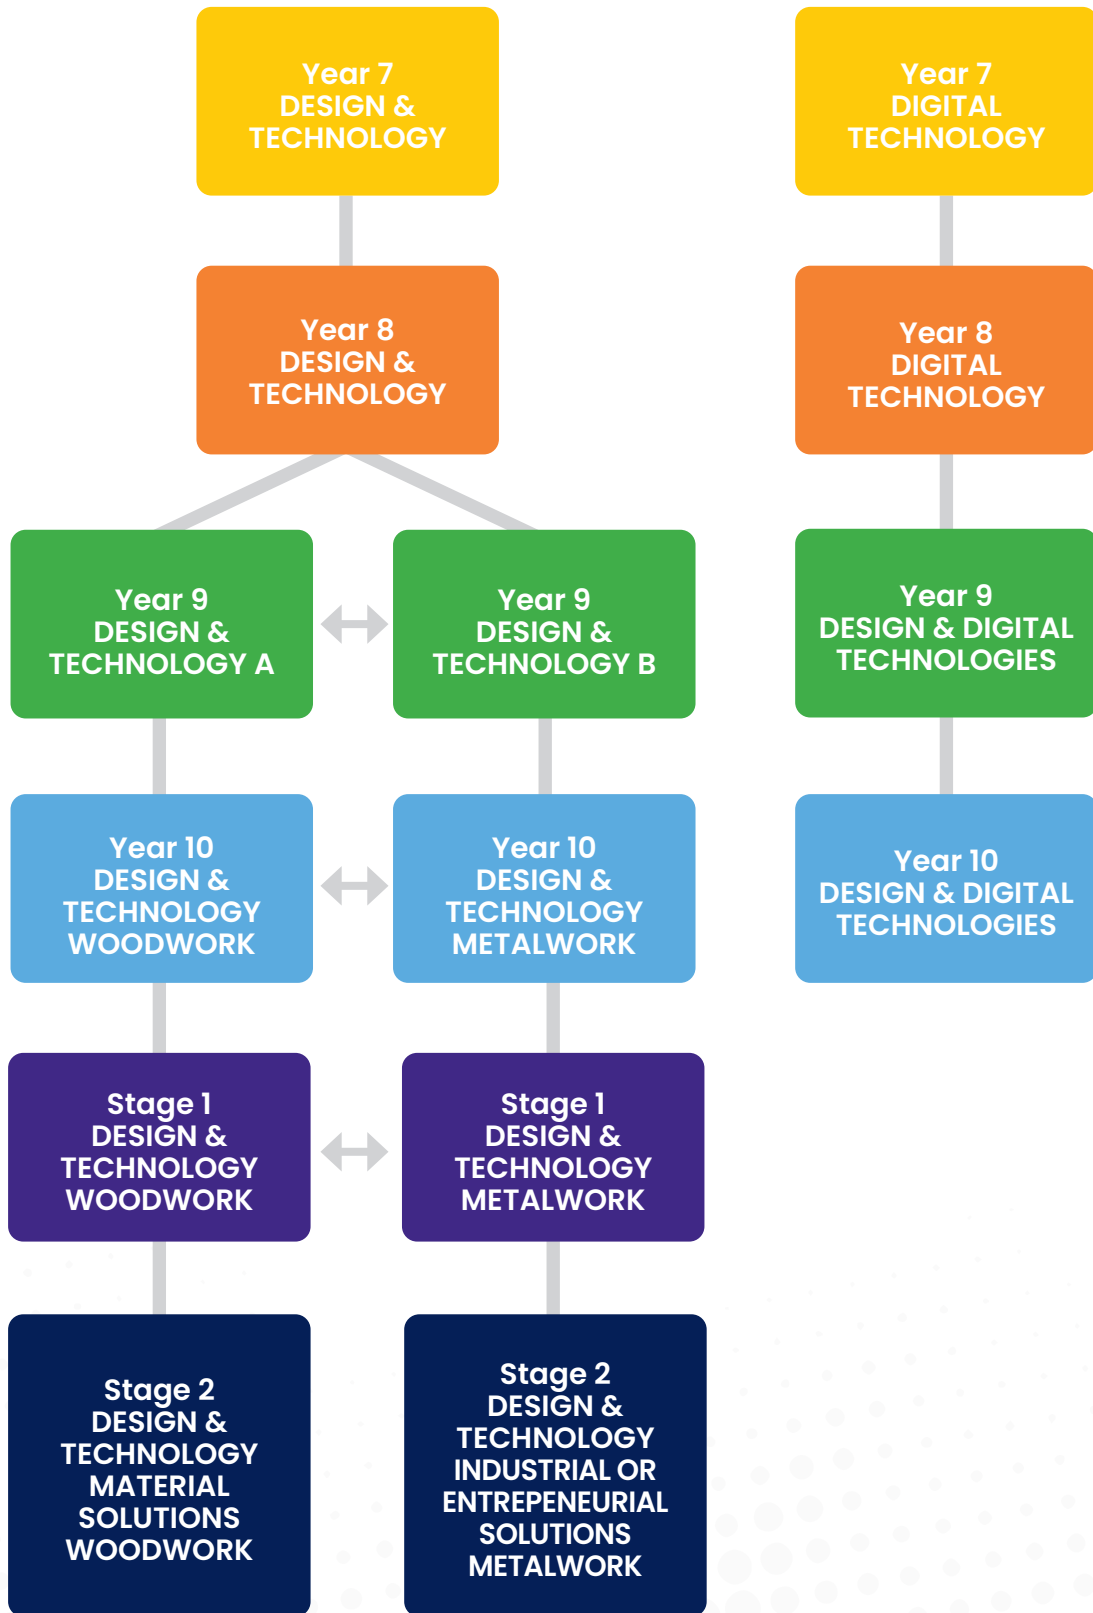 Year 7
DESIGN &
TECHNOLOGY
Year 7
DIGITAL
TECHNOLOGY
Year 8
DESIGN &
TECHNOLOGY
Year 8
DIGITAL
TECHNOLOGY
Year 9
DESIGN &
TECHNOLOGY A
Year 9
DESIGN &
TECHNOLOGY B
Year 9
DESIGN & DIGITAL
TECHNOLOGIES
Year 10
DESIGN &
TECHNOLOGY
WOODWORK
Year 10
DESIGN &
TECHNOLOGY
METALWORK
Year 10
DESIGN & DIGITAL
TECHNOLOGIES
Stage 1
DESIGN &
TECHNOLOGY
WOODWORK
Stage 1
DESIGN &
TECHNOLOGY
METALWORK
Stage 2
DESIGN &
TECHNOLOGY
MATERIAL
SOLUTIONS
WOODWORK
Stage 2
DESIGN &
TECHNOLOGY
INDUSTRIAL OR
ENTREPENEURIAL
SOLUTIONS
METALWORK